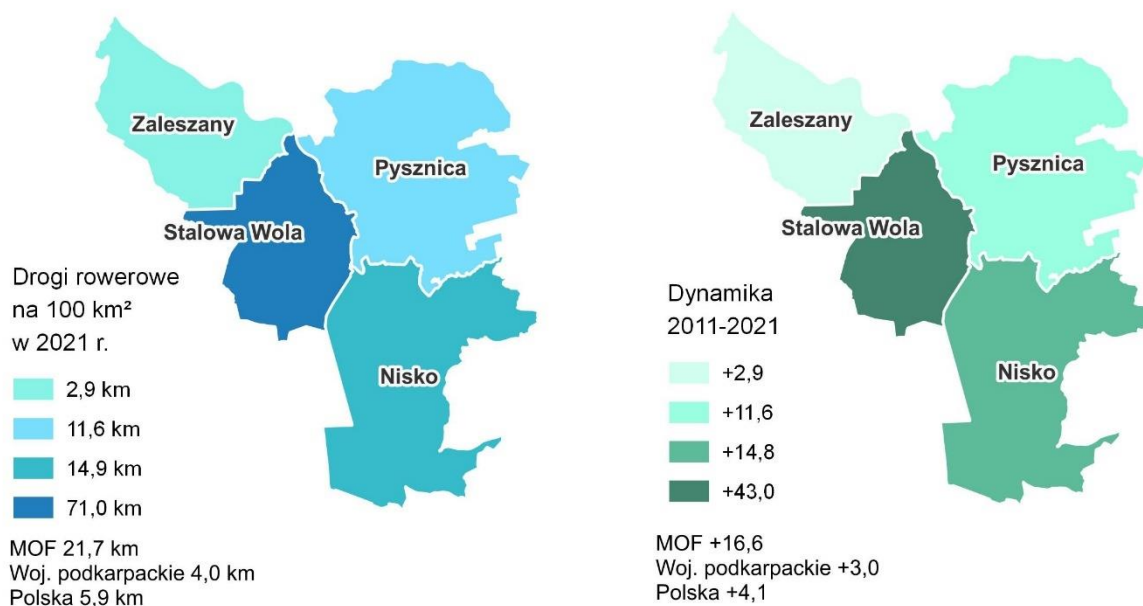 Zaleszany
Pysznica
Stalowa Wola
Nisko
Drogi rowerowe
na 100 km²
w 2021 r.
2,9 km
11,6 km
14,9 km
71,0 km
MOF 21,7 km
Woj. podkarpackie 4,0 km
Polska 5,9 km
Zaleszany
Pysznica
Stalowa Wola
Nisko
Dynamika
2011-2021
+2,9
+11,6
+14,8
+43,0
MOF +16,6
Woj. podkarpackie +3,0
Polska +4,1